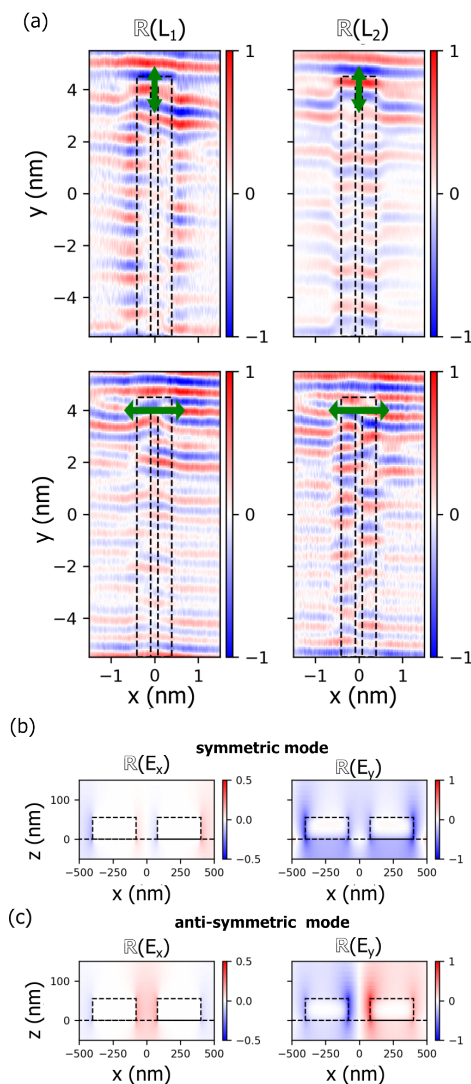 (a)
ℝ(L₁)
ℝ(L₂)
1
1
4
2
0
−2
−4
0
0
y (nm)
−1
−1
1
1
4
2
0
−2
−4
0
0
y (nm)
−1
−1
−1 0 1
−1 0 1
x (nm)
x (nm)
(b)
symmetric mode
ℝ(Eₓ)
ℝ(E_y)
z (nm)
100
0
0.5
0.0
−0.5
1
0
−1
−500 −250 0 250 500
−500 −250 0 250 500
x (nm)
x (nm)
(c)
anti-symmetric mode
ℝ(Eₓ)
ℝ(E_y)
z (nm)
100
0
0.5
0.0
−0.5
1
0
−1
−500 −250 0 250 500
−500 −250 0 250 500
x (nm)
x (nm)